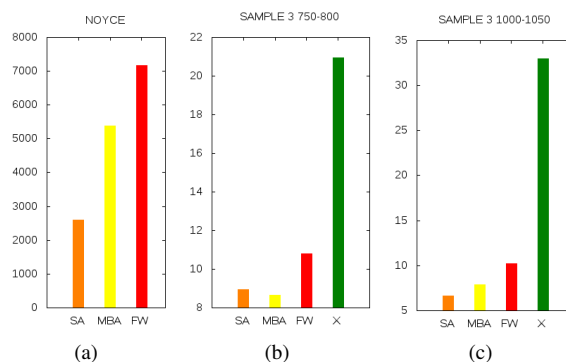 NOYCE
8000
7000
6000
5000
4000
3000
2000
1000
0
SA MBA FW
(a)
SAMPLE 3 750-800
22
20
18
16
14
12
10
8
SA MBA FW X
(b)
SAMPLE 3 1000-1050
35
30
25
20
15
10
5
SA MBA FW X
(c)